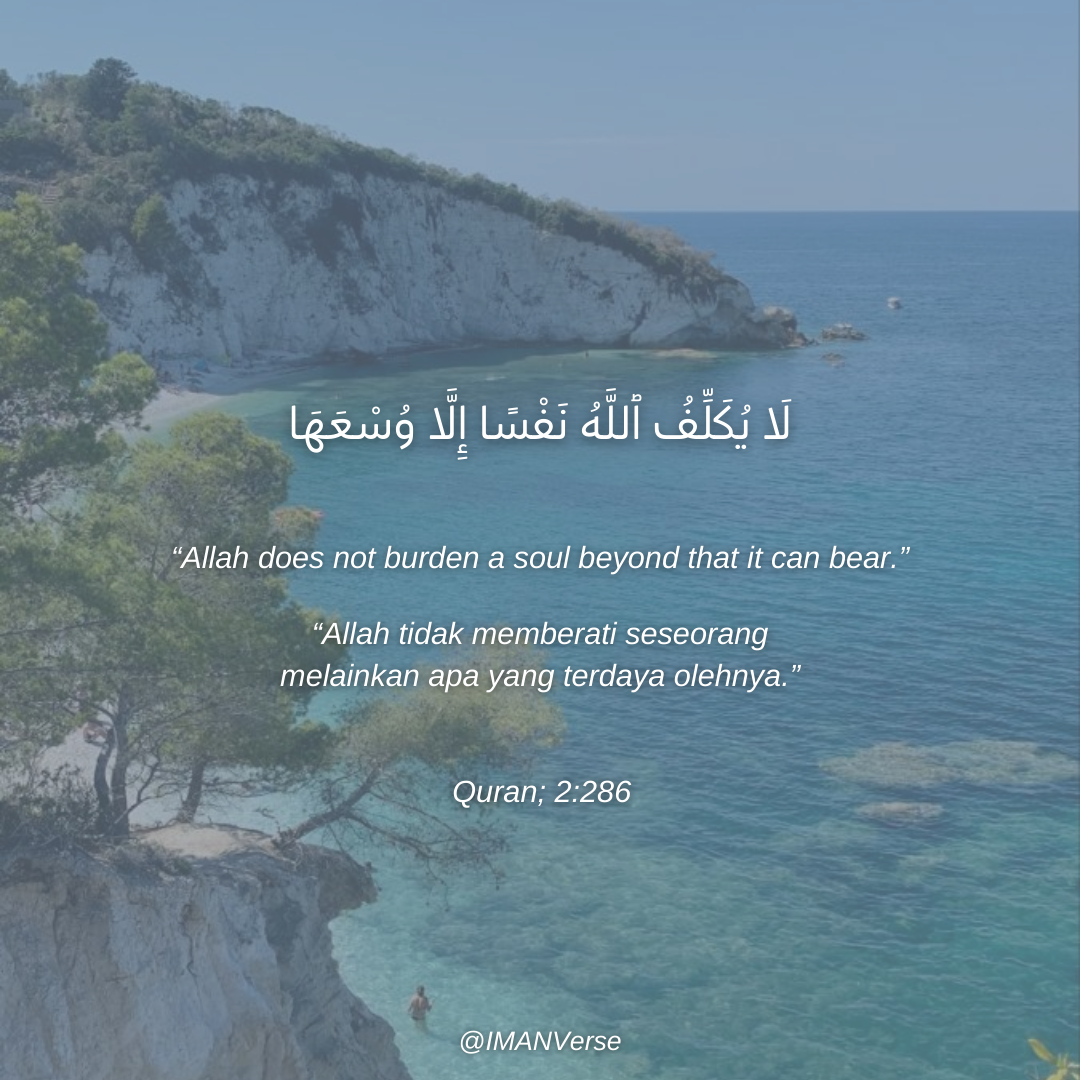 لَا يُكَلِّفُ ٱللَّهُ نَفْسًا إِلَّا وُسْعَهَا
“Allah does not burden a soul beyond that it can bear.”
“Allah tidak memberati seseorang
melainkan apa yang terdaya olehnya.”
Quran; 2:286
@IMANVerse